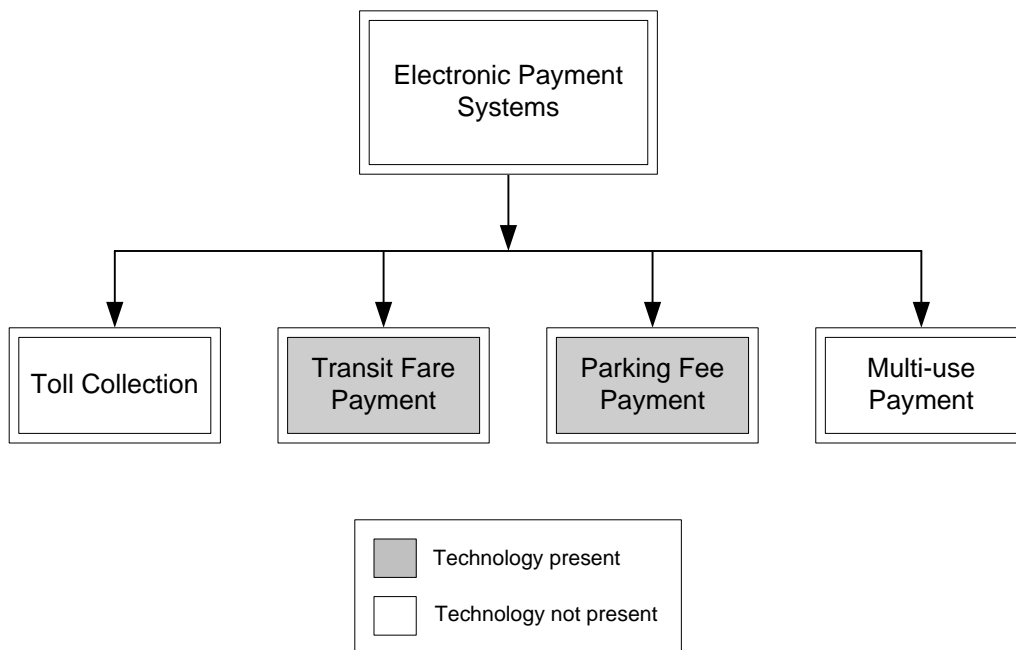 Electronic Payment
Systems
Toll Collection
Transit Fare
Payment
Parking Fee
Payment
Multi-use
Payment
Technology present
Technology not present